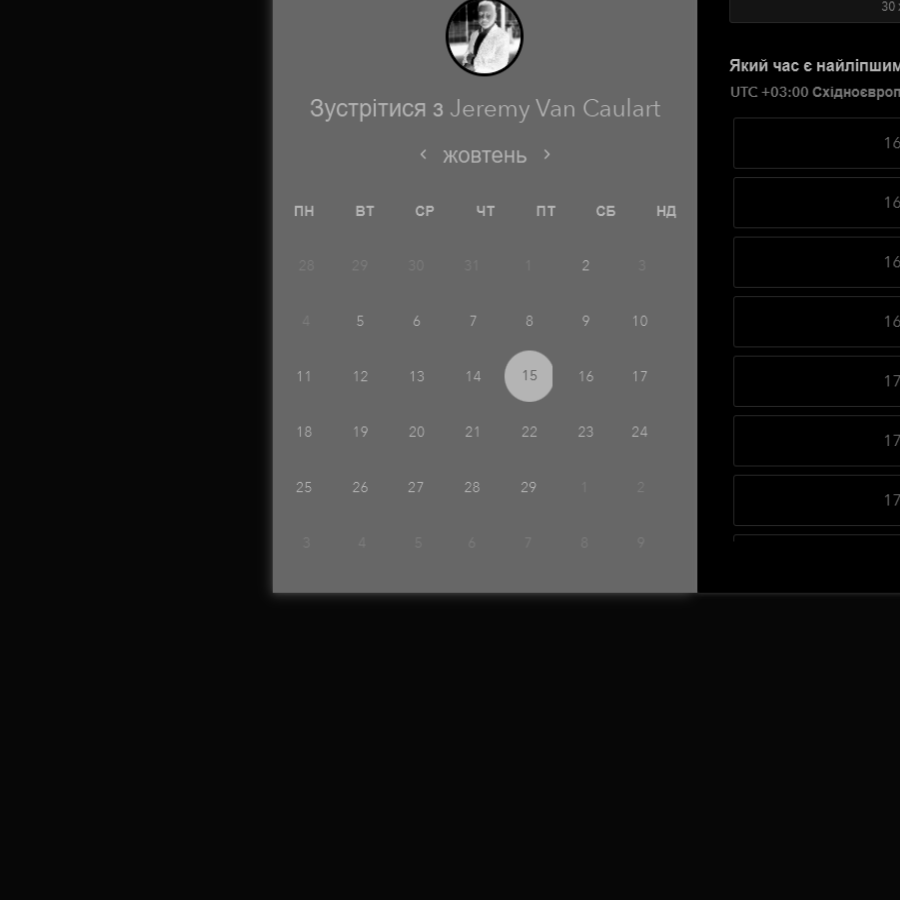 Зустрітися з Jeremy Van Caulart
‹ жовтень ›
ПН ВТ СР ЧТ ПТ СБ НД
28 29 30 31 1 2 3
4 5 6 7 8 9 10
11 12 13 14 15 16 17
18 19 20 21 22 23 24
25 26 27 28 29 1 2
3 4 5 6 7 8 9
30
Який час є найліпшим
UTC +03:00 Східноєвроп
16
16
16
16
17
17
17